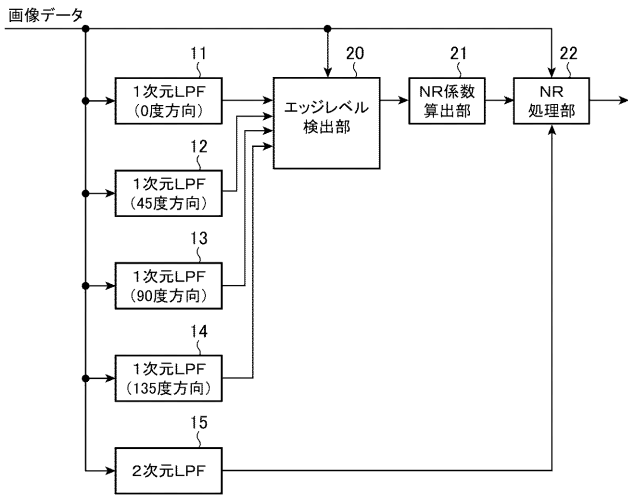 画像データ
11
1次元LPF
(0度方向)
12
1次元LPF
(45度方向)
13
1次元LPF
(90度方向)
14
1次元LPF
(135度方向)
15
2次元LPF
20
エッジレベル
検出部
21
NR係数
算出部
22
NR
処理部